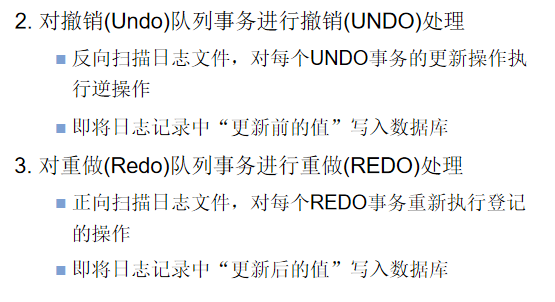 2. 对撤销(Undo)队列事务进行撤销(UNDO)处理
■ 反向扫描日志文件，对每个UNDO事务的更新操作执
行逆操作
■ 即将日志记录中“更新前的值”写入数据库
3. 对重做(Redo)队列事务进行重做(REDO)处理
■ 正向扫描日志文件，对每个REDO事务重新执行登记
的操作
■ 即将日志记录中“更新后的值”写入数据库